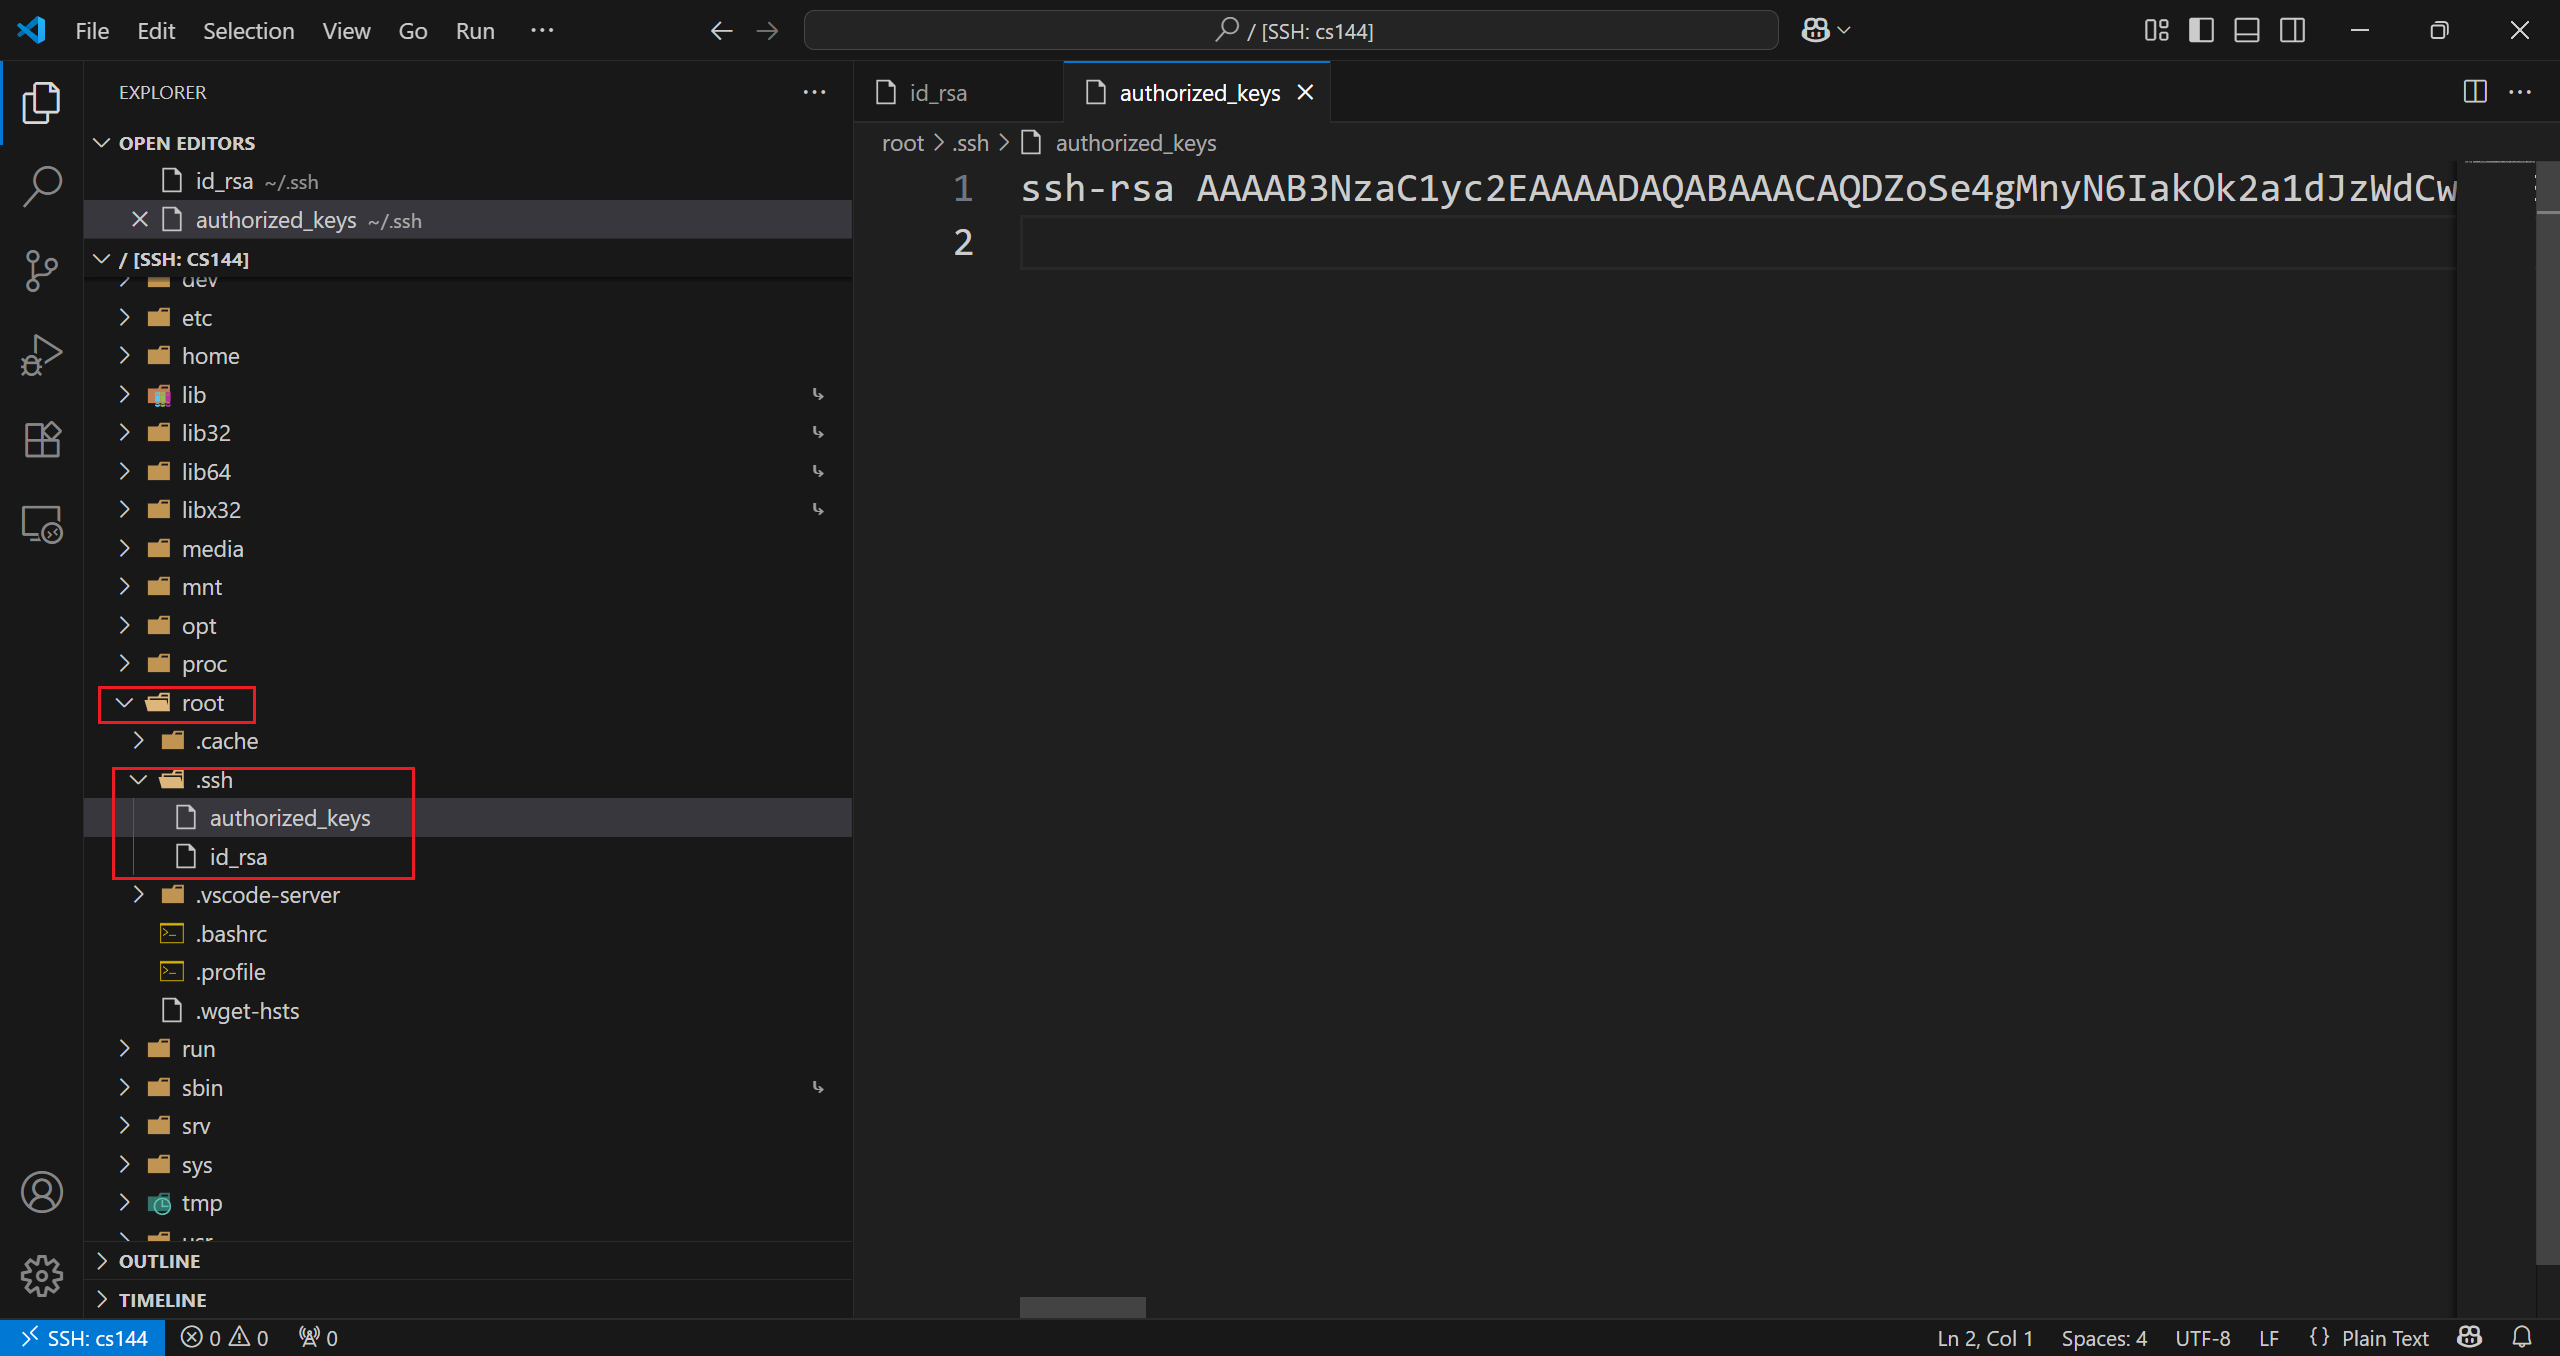 File Edit Selection View Go Run ···
/ [SSH: cs144]
EXPLORER
OPEN EDITORS
id_rsa ~/.ssh
authorized_keys ~/.ssh
/ [SSH: CS144]
dev
etc
home
lib
lib32
lib64
libx32
media
mnt
opt
proc
root
.cache
.ssh
authorized_keys
id_rsa
.vscode-server
.bashrc
.profile
.wget-hsts
run
sbin
srv
sys
tmp
usr
OUTLINE
TIMELINE
id_rsa authorized_keys
root > .ssh > authorized_keys
1 ssh-rsa AAAAB3NzaC1yc2EAAAADAQABAAACAQDZoSe4gMnyN6IakOk2a1dJzWdCw
2
SSH: cs144 0 0 0 Ln 2, Col 1 Spaces: 4 UTF-8 LF {} Plain Text